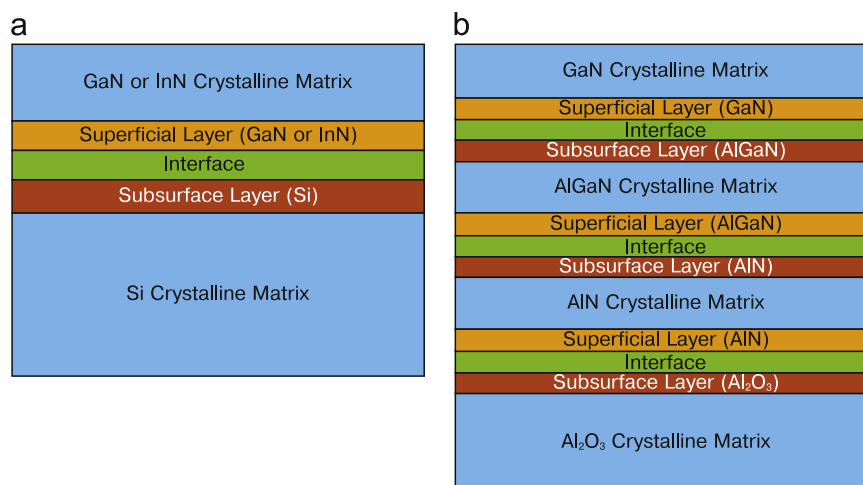 a
GaN or InN Crystalline Matrix
Superficial Layer (GaN or InN)
Interface
Subsurface Layer (Si)
Si Crystalline Matrix
b
GaN Crystalline Matrix
Superficial Layer (GaN)
Interface
Subsurface Layer (AlGaN)
AlGaN Crystalline Matrix
Superficial Layer (AlGaN)
Interface
Subsurface Layer (AlN)
AlN Crystalline Matrix
Superficial Layer (AlN)
Interface
Subsurface Layer (Al₂O₃)
Al₂O₃ Crystalline Matrix